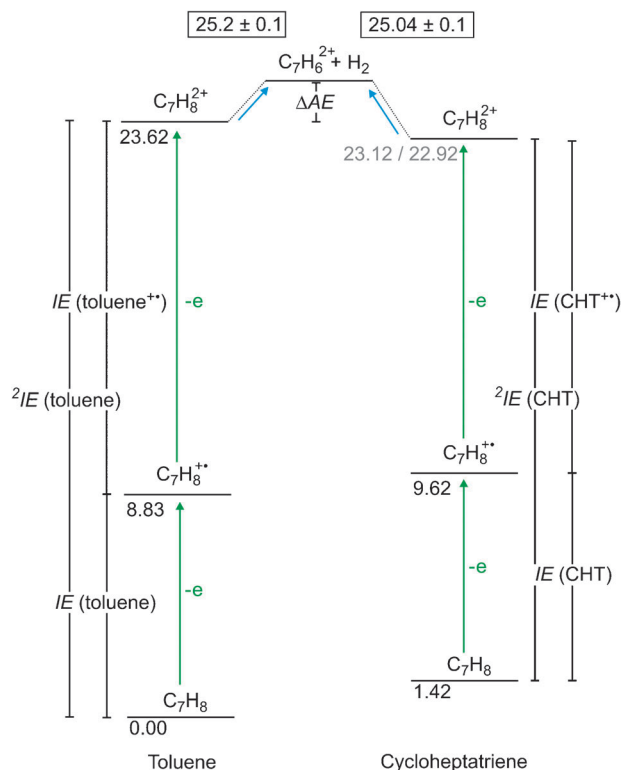 25.2 ± 0.1
25.04 ± 0.1
C₇H₆²⁺ + H₂
C₇H₈²⁺
ΔAE
C₇H₈²⁺
23.62
23.12 / 22.92
IE (toluene⁺•)
-e
-e
IE (CHT⁺•)
²IE (toluene)
²IE (CHT)
C₇H₈⁺•
C₇H₈⁺•
8.83
9.62
-e
IE (CHT)
-e
IE (toluene)
C₇H₈
C₇H₈
1.42
0.00
Toluene
Cycloheptatriene